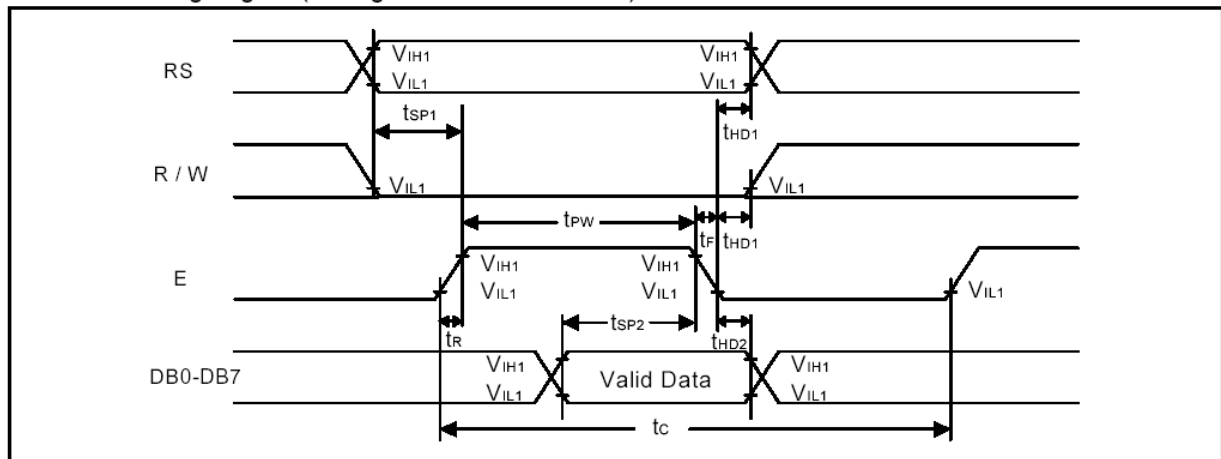 RS
VIH1
VIH1
VIL1
VIL1
tSP1
tHD1
R / W
VIL1
VIL1
tPW
tF
tHD1
E
VIH1
VIH1
VIL1
VIL1
VIL1
tR
tSP2
tHD2
DB0-DB7
VIH1
VIL1
Valid Data
VIH1
VIL1
tC